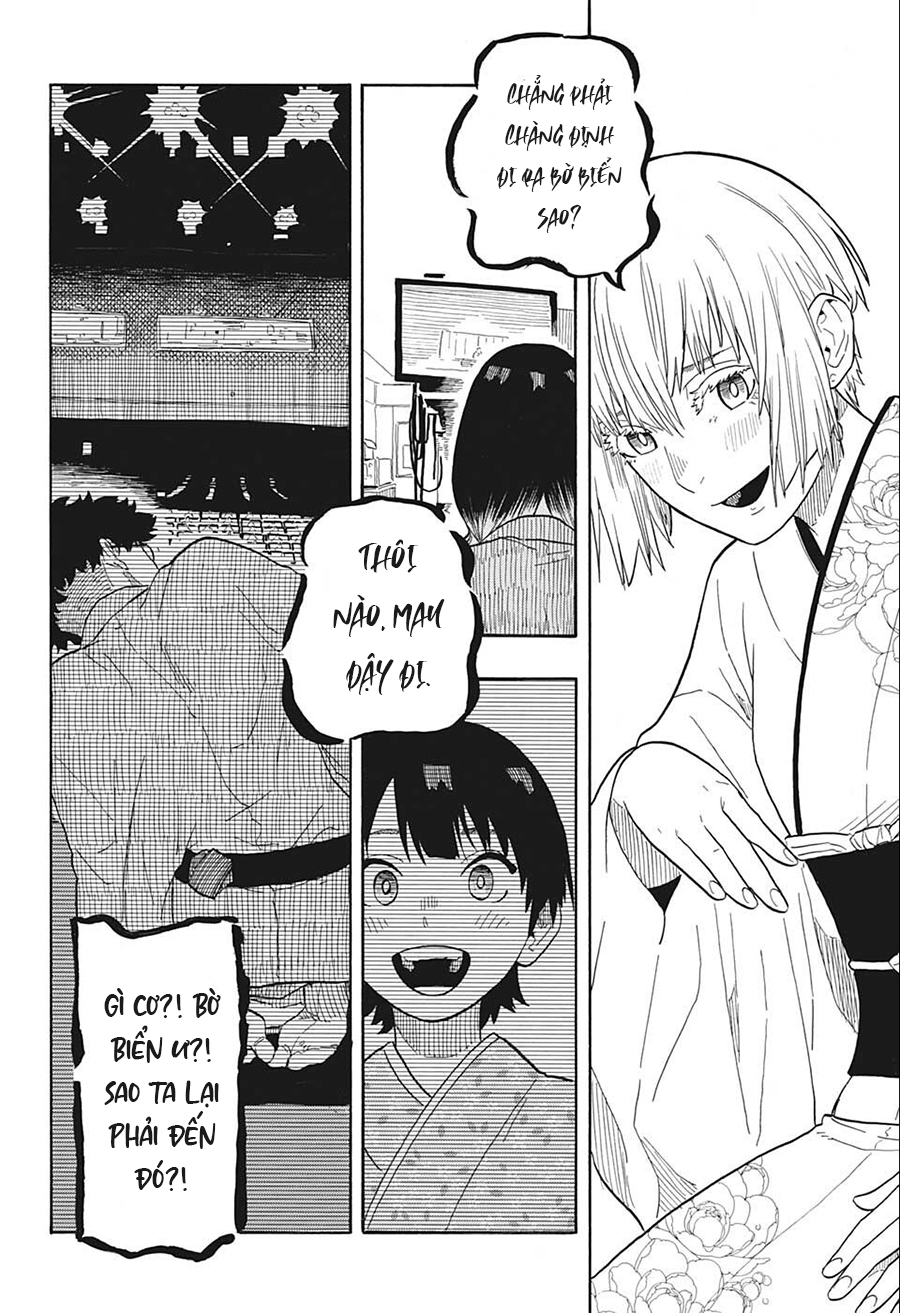 CHẲNG PHẢI
CHÀNG ĐỊNH
ĐI RA BỜ BIỂN
SAO?
THÔI
NÀO, MAU
DẬY ĐI.
GÌ CƠ?! BỜ
BIỂN Ư?!
SAO TA LẠI
PHẢI ĐẾN
ĐÓ?!